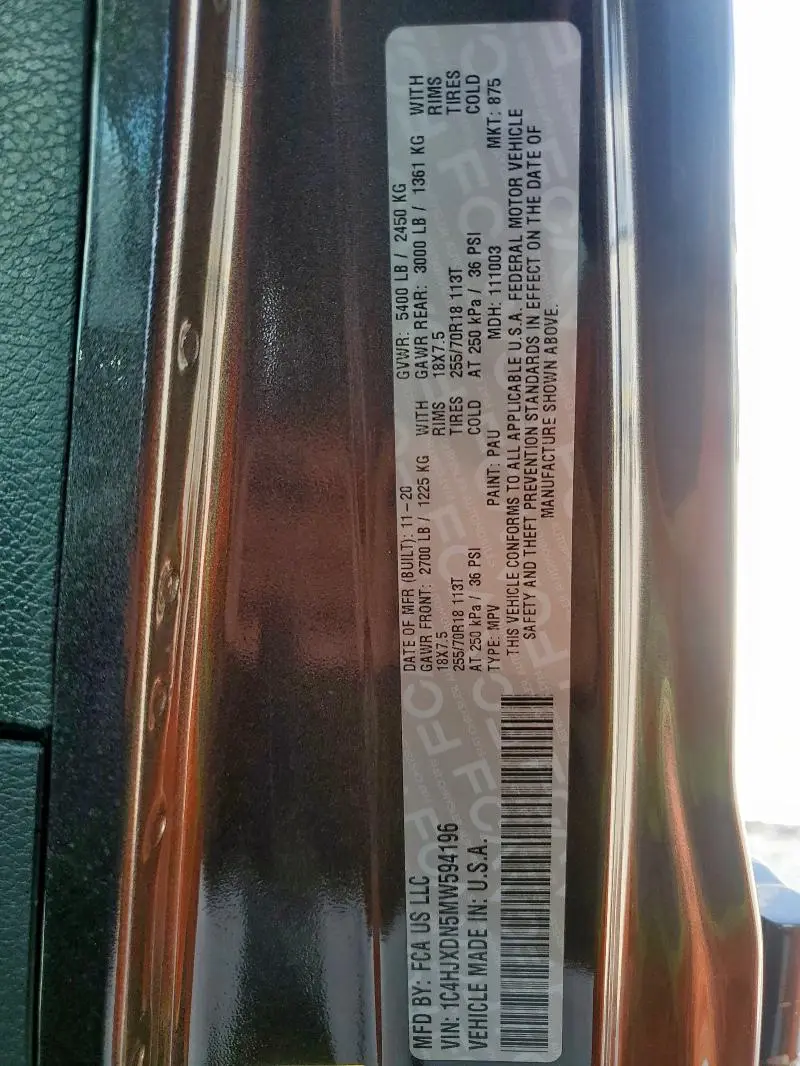 MFD BY: FCA US LLC
VIN: 1C4HJXDN5MW594196
VEHICLE MADE IN: U.S.A.
DATE OF MFR (BUILT): 11-20 GVWR: 5400 LB / 2450 KG
GAWR FRONT: 2700 LB / 1225 KG WITH GAWR REAR: 3000 LB / 1361 KG WITH
18X7.5 RIMS 18X7.5 RIMS
255/70R18 113T TIRES 255/70R18 113T TIRES
AT 250 kPa / 36 PSI COLD AT 250 kPa / 36 PSI COLD
TYPE: MPV PAINT: PAU MDH: 111003 MKT: 875
THIS VEHICLE CONFORMS TO ALL APPLICABLE U.S.A. FEDERAL MOTOR VEHICLE
SAFETY AND THEFT PREVENTION STANDARDS IN EFFECT ON THE DATE OF
MANUFACTURE SHOWN ABOVE.